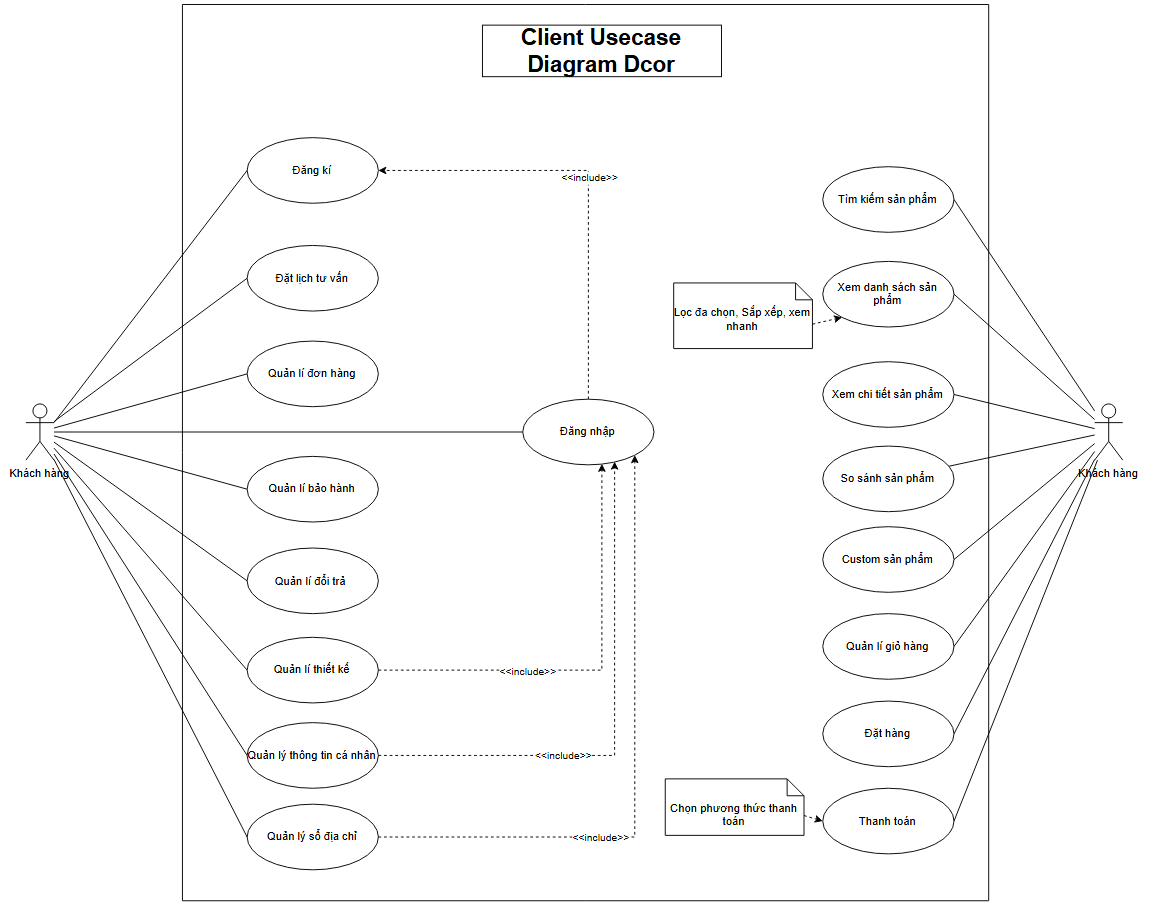 Client Usecase
Diagram Dcor
Đăng kí
<<include>>
Tìm kiếm sản phẩm
Đặt lịch tư vấn
Xem danh sách sản
phẩm
Lọc đa chọn, Sắp xếp, xem
nhanh
Quản lí đơn hàng
Xem chi tiết sản phẩm
Đăng nhập
Khách hàng
Khách hàng
So sánh sản phẩm
Quản lí bảo hành
Custom sản phẩm
Quản lí đổi trả
Quản lí giỏ hàng
Quản lí thiết kế
<<include>>
Đặt hàng
Quản lý thông tin cá nhân
<<include>>
Chọn phương thức thanh
toán
Thanh toán
Quản lý sổ địa chỉ
<<include>>